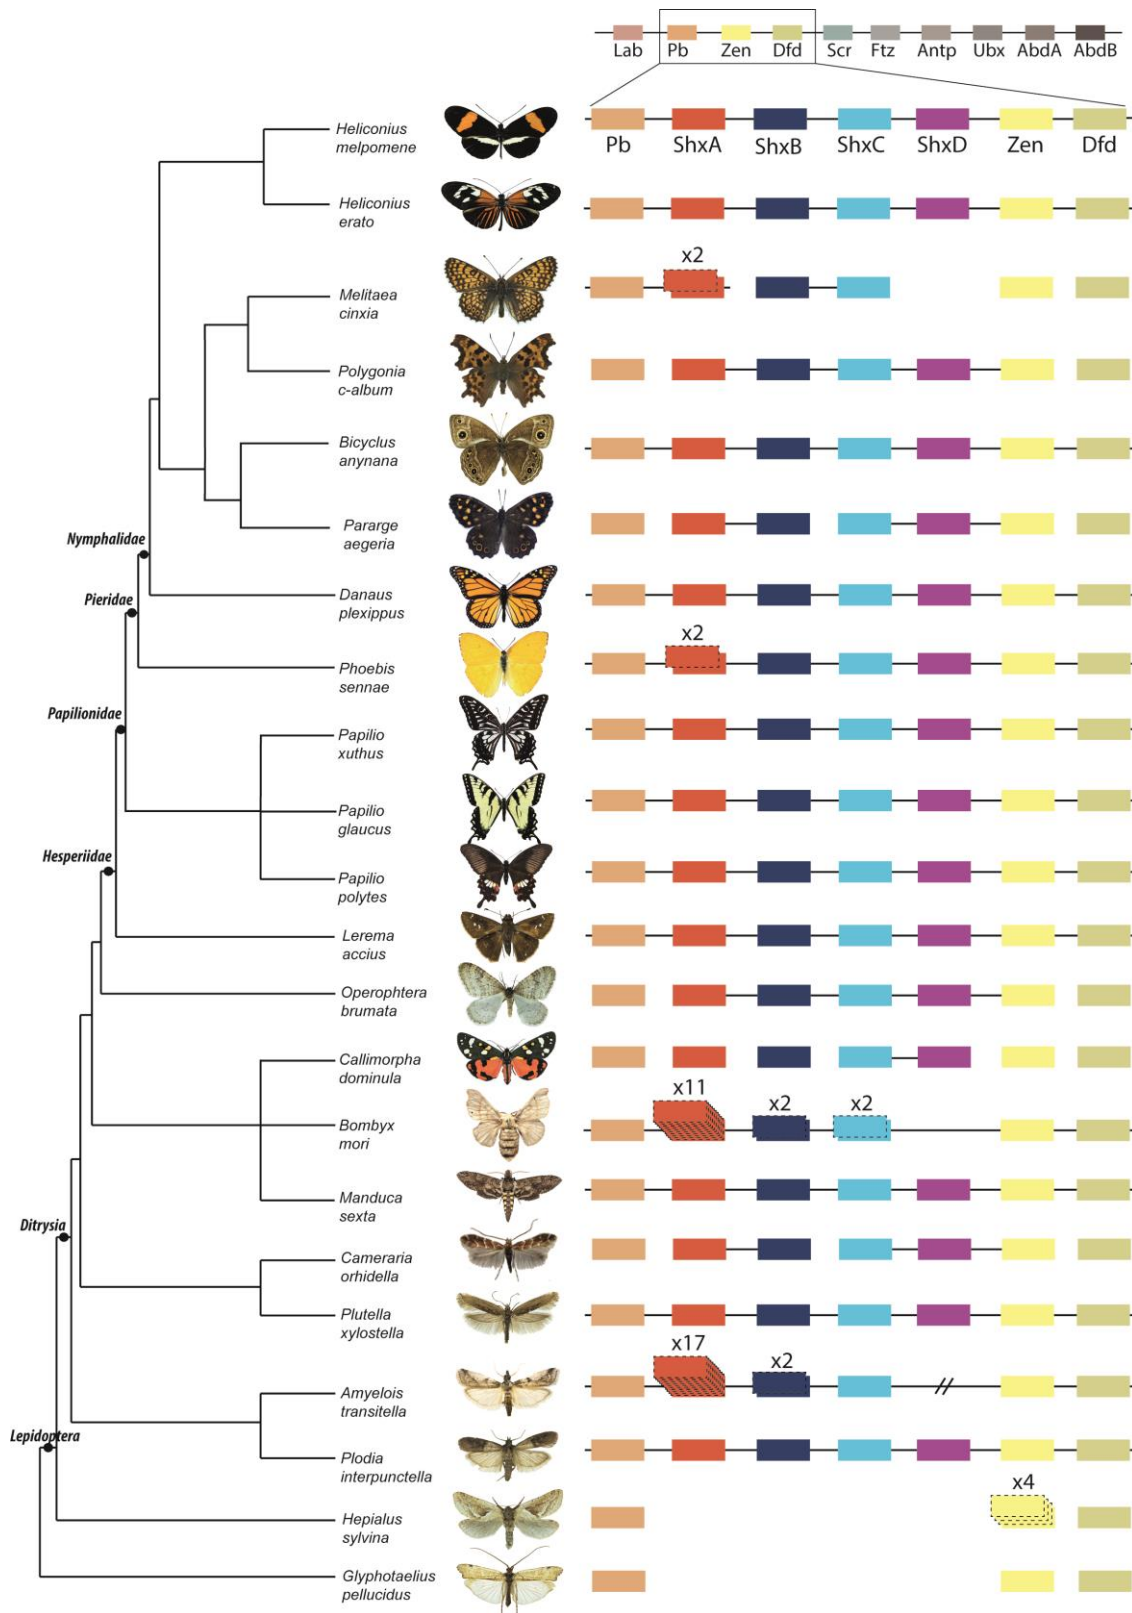 Lab Pb Zen Dfd Scr Ftz Antp Ubx AbdA AbdB
Heliconius
melpomene
Pb ShxA ShxB ShxC ShxD Zen Dfd
Heliconius
erato
x2
Melitaea
cinxia
Polygonia
c-album
Bicyclus
anynana
Pararge
aegeria
Nymphalidae
Danaus
plexippus
Pieridae
x2
Phoebis
sennae
Papilionidae
Papilio
xuthus
Papilio
glaucus
Hesperiidae
Papilio
polytes
Lerema
accius
Operophtera
brumata
Callimorpha
dominula
x11 x2 x2
Bombyx
mori
Manduca
sexta
Ditrysia
Cameraria
orhidella
Plutella
xylostella
x17 x2
Amyelois
transitella
//
Lepidoptera
Plodia
interpunctella
x4
Hepialus
sylvina
Glyphotaelius
pellucidus